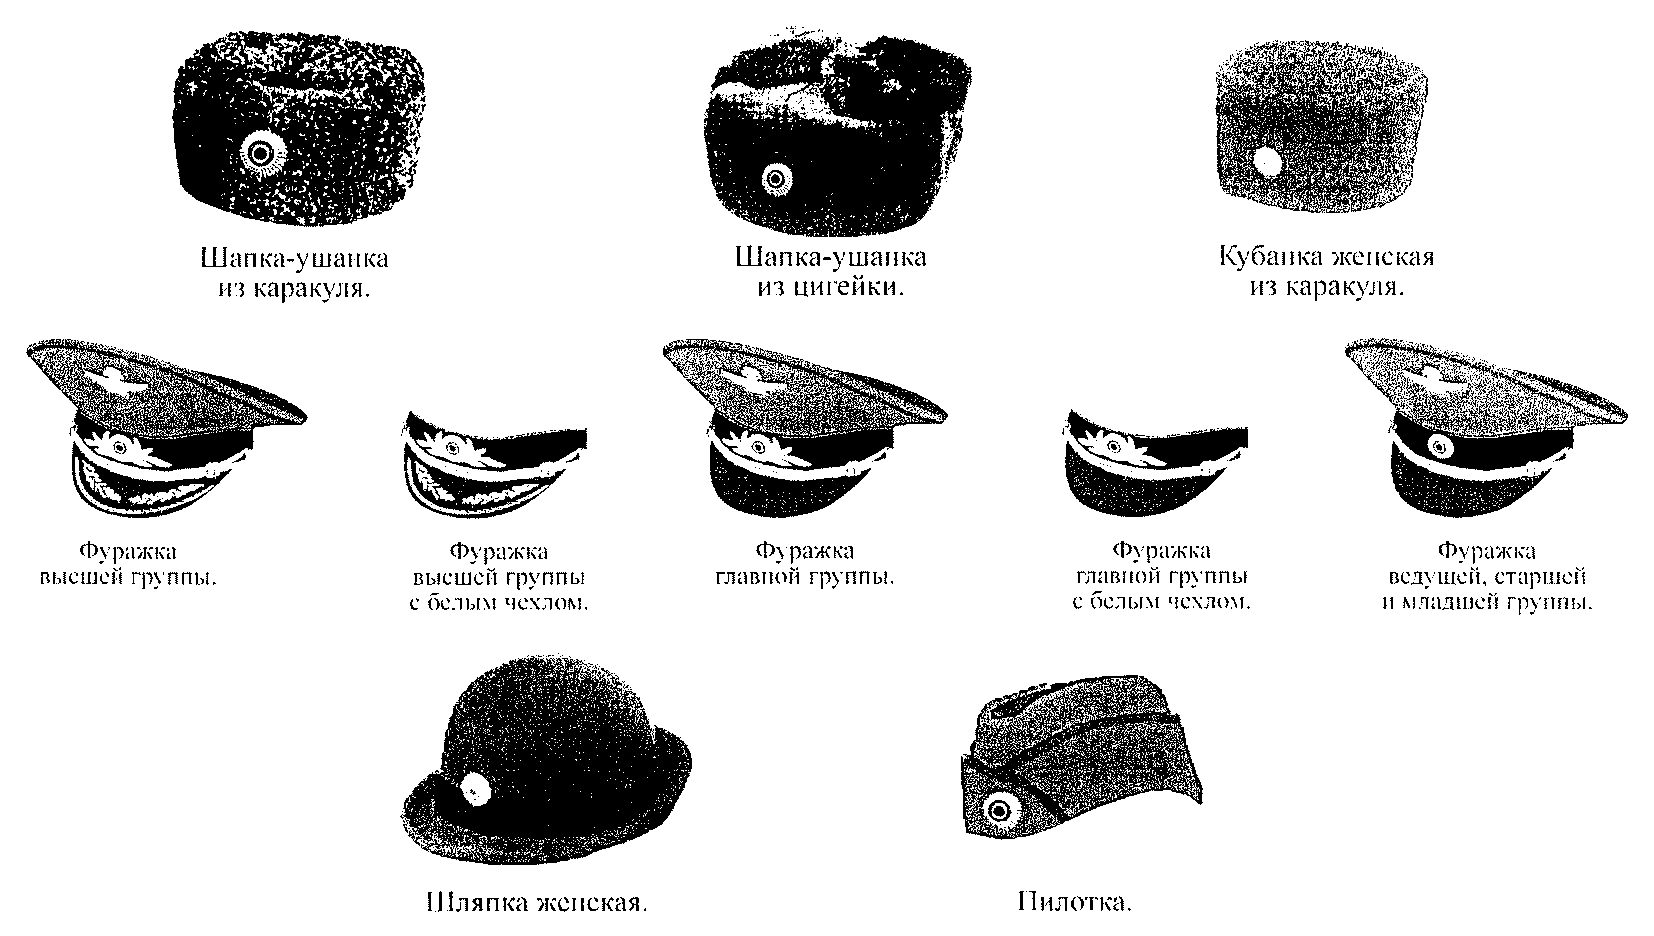 Шапка-ушанка
из каракуля.
Шапка-ушанка
из цигейки.
Кубанка женская
из каракуля.
Фуражка
высшей группы.
Фуражка
высшей группы
с белым чехлом.
Фуражка
главной группы.
Фуражка
главной группы
с белым чехлом.
Фуражка
ведущей, старшей
и младшей группы.
Шляпка женская.
Пилотка.